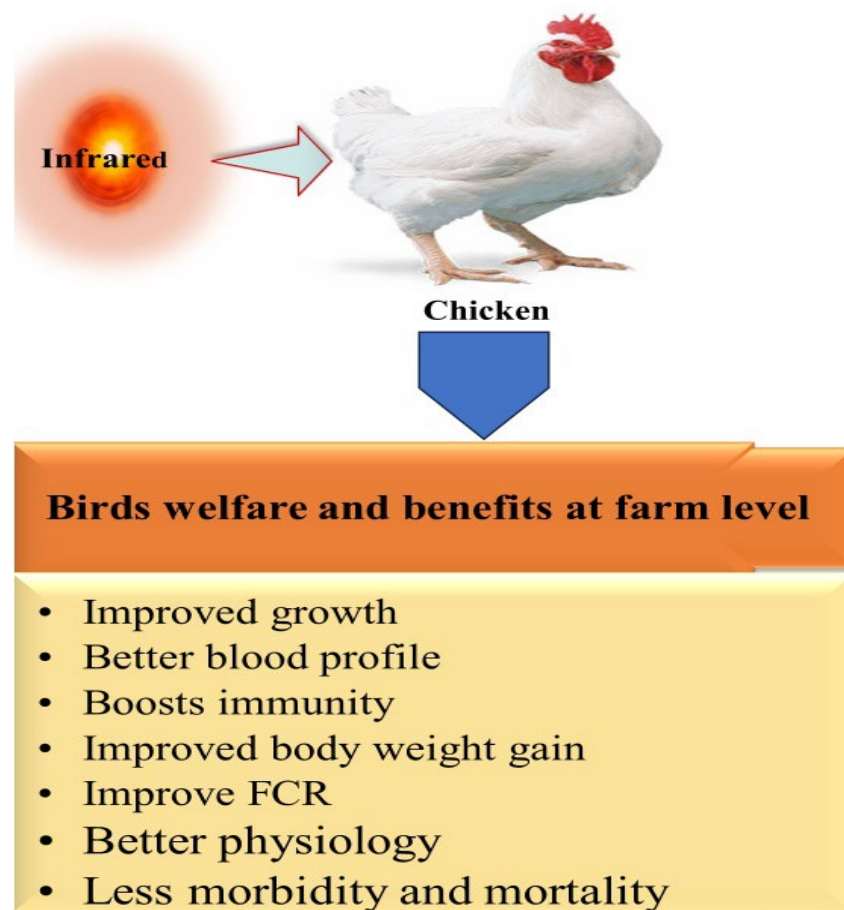 Infrared
Chicken
Birds welfare and benefits at farm level
• Improved growth
• Better blood profile
• Boosts immunity
• Improved body weight gain
• Improve FCR
• Better physiology
• Less morbidity and mortality